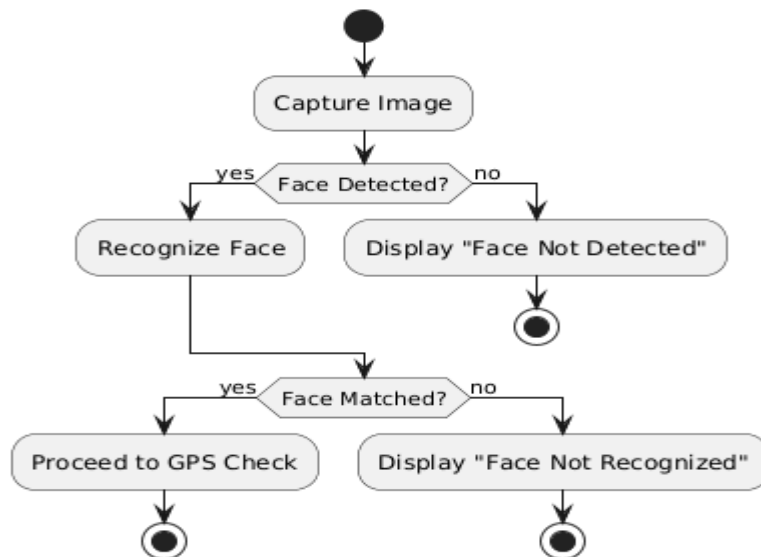 Capture Image
yes
Face Detected?
no
Recognize Face
Display "Face Not Detected"
yes
Face Matched?
no
Proceed to GPS Check
Display "Face Not Recognized"